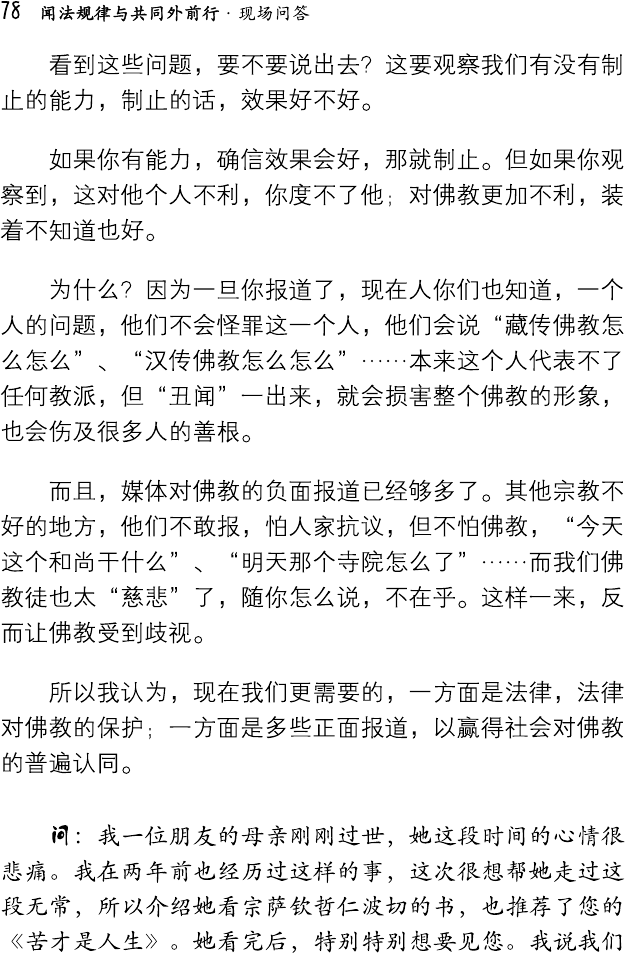 78 闻法规律与共同外前行·现场问答
看到这些问题，要不要说出去？这要观察我们有没有制
止的能力，制止的话，效果好不好。
如果你有能力，确信效果会好，那就制止。但如果你观
察到，这对他个人不利，你度不了他；对佛教更加不利，装
着不知道也好。
为什么？因为一旦你报道了，现在人你们也知道，一个
人的问题，他们不会怪罪这一个人，他们会说“藏传佛教怎
么怎么”、“汉传佛教怎么怎么”……本来这个人代表不了
任何教派，但“丑闻”一出来，就会损害整个佛教的形象，
也会伤及很多人的善根。
而且，媒体对佛教的负面报道已经够多了。其他宗教不
好的地方，他们不敢报，怕人家抗议，但不怕佛教，“今天
这个和尚干什么”、“明天那个寺院怎么了”……而我们佛
教徒也太“慈悲”了，随你怎么说，不在乎。这样一来，反
而让佛教受到歧视。
所以我认为，现在我们更需要的，一方面是法律，法律
对佛教的保护；一方面是多些正面报道，以赢得社会对佛教
的普遍认同。
问：我一位朋友的母亲刚刚过世，她这段时间的心情很
悲痛。我在两年前也经历过这样的事，这次很想帮她走过这
段无常，所以介绍她看宗萨钦哲仁波切的书，也推荐了您的
《苦才是人生》。她看完后，特别特别想要见您。我说我们